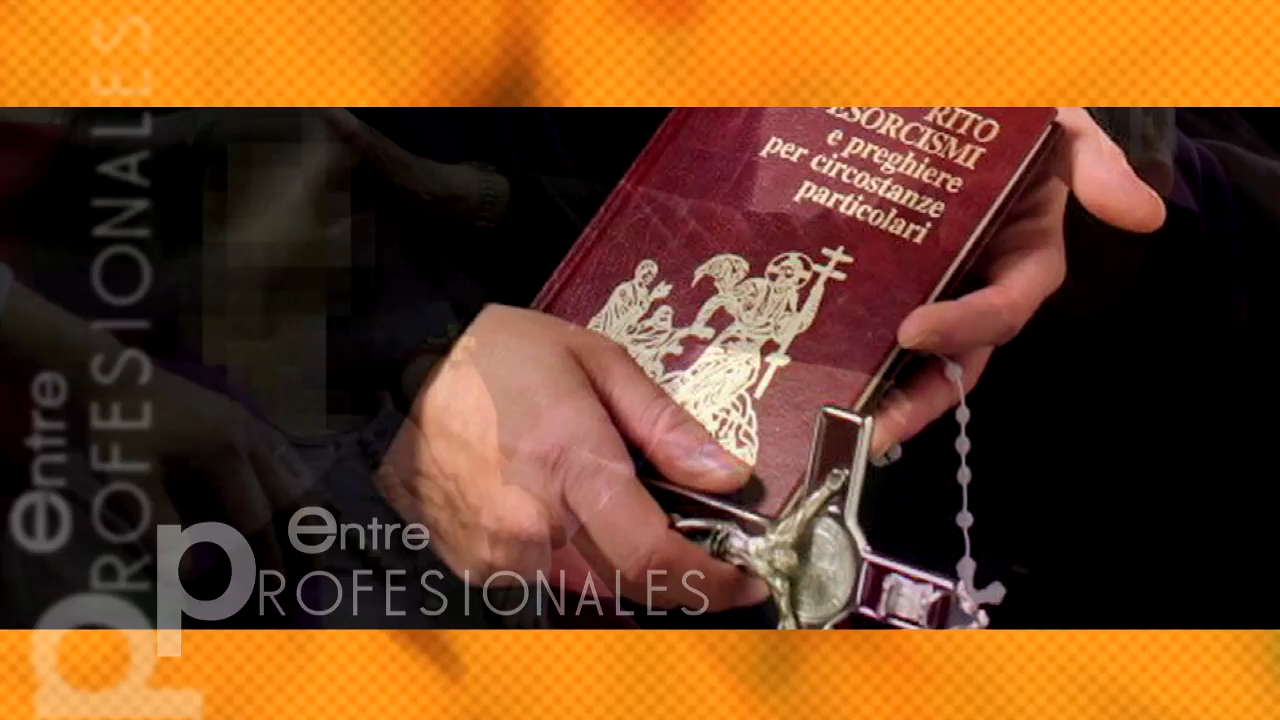 RITO
ESORCISMI
e preghiere
per circostanze
particolari
entre
PROFESIONALES
entre
PROFESIONALES